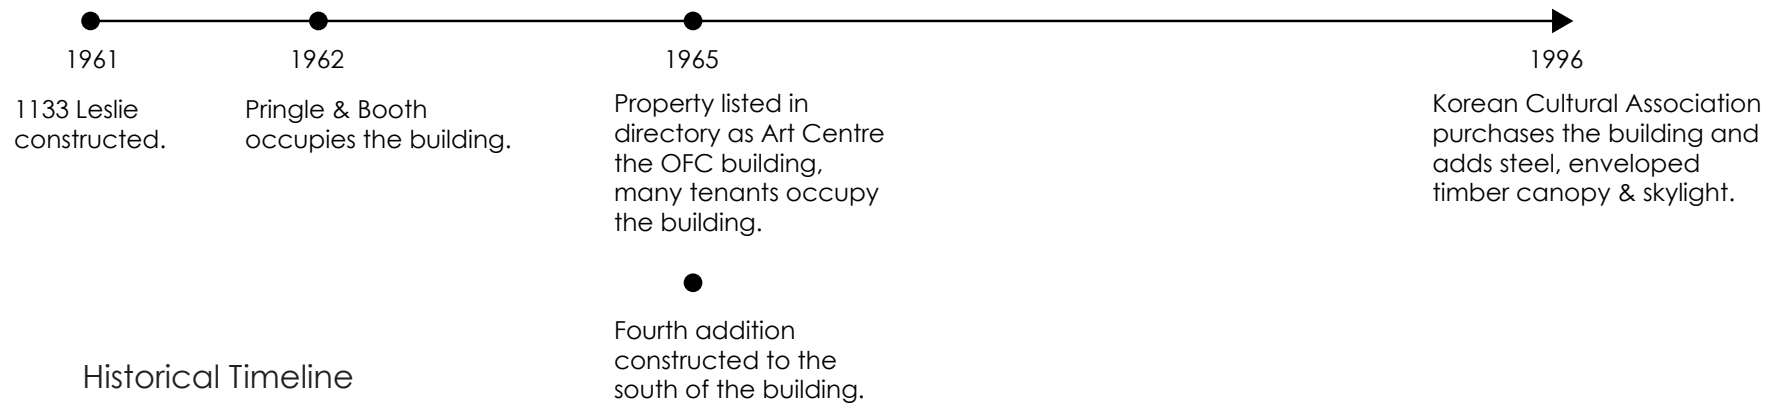 1961
1133 Leslie
constructed.
1962
Pringle & Booth
occupies the building.
1965
Property listed in
directory as Art Centre
the OFC building,
many tenants occupy
the building.
Fourth addition
constructed to the
south of the building.
1996
Korean Cultural Association
purchases the building and
adds steel, enveloped
timber canopy & skylight.
Historical Timeline